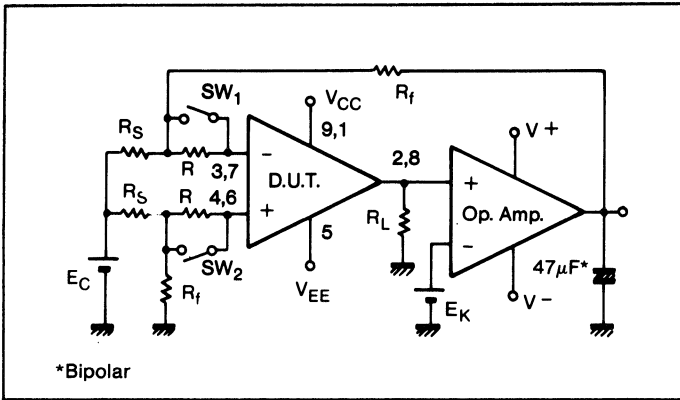 Rf
SW1
VCC
RS
R
3,7
9,1
V+
−
D.U.T.
2,8
+
Op. Amp.
RS
R
4,6
+
5
RL
−
EC
SW2
Rf
VEE
EK
V−
47µF*
*Bipolar